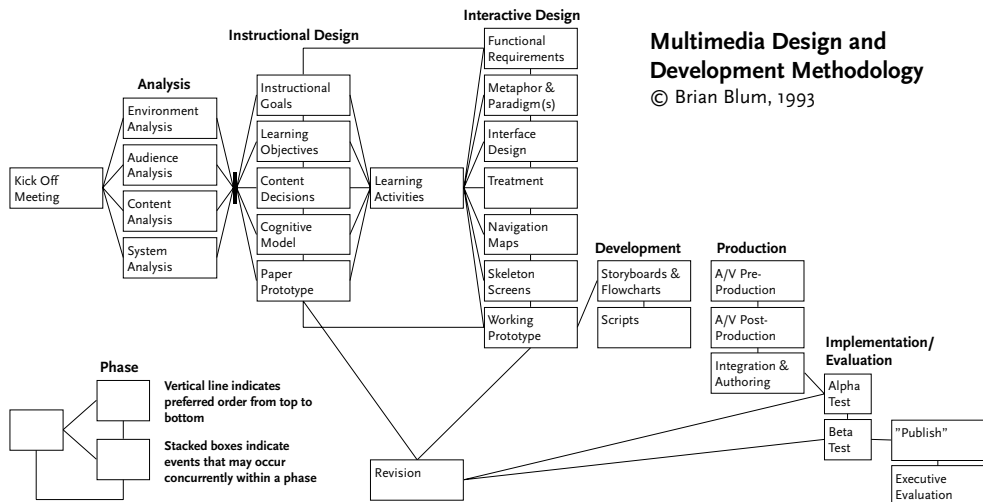 Multimedia Design and
Development Methodology
© Brian Blum, 1993
Kick Off
Meeting
Analysis
Environment
Analysis
Audience
Analysis
Content
Analysis
System
Analysis
Instructional Design
Instructional
Goals
Learning
Objectives
Content
Decisions
Cognitive
Model
Paper
Prototype
Learning
Activities
Interactive Design
Functional
Requirements
Metaphor &
Paradigm(s)
Interface
Design
Treatment
Navigation
Maps
Skeleton
Screens
Working
Prototype
Development
Storyboards &
Flowcharts
Scripts
Production
A/V Pre-
Production
A/V Post-
Production
Integration &
Authoring
Implementation/
Evaluation
Alpha
Test
Beta
Test
"Publish"
Executive
Evaluation
Revision
Phase
Vertical line indicates
preferred order from top to
bottom
Stacked boxes indicate
events that may occur
concurrently within a phase